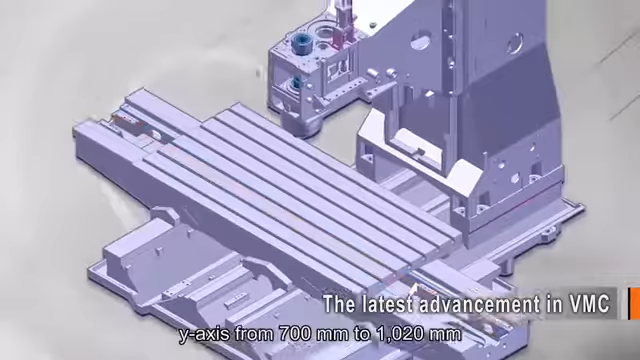 The latest advancement in VMC
y-axis from 700 mm to 1,020 mm